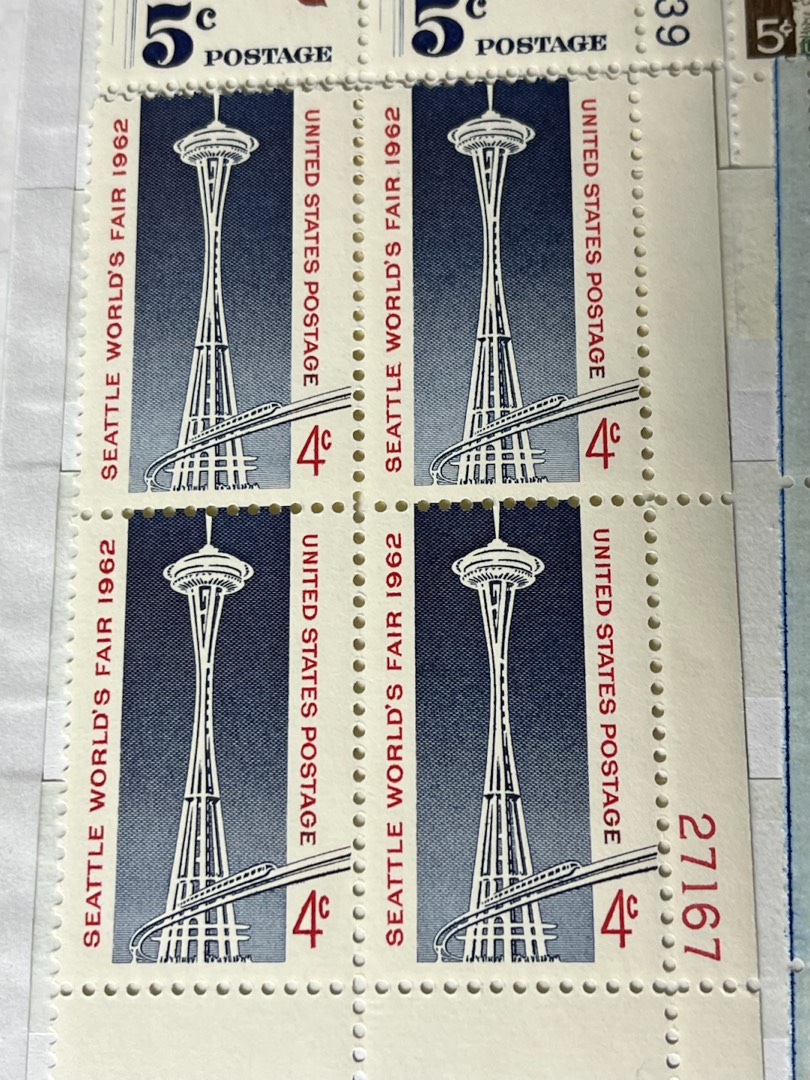 5c POSTAGE
5c POSTAGE
39
5¢
SEATTLE WORLD'S FAIR 1962
UNITED STATES POSTAGE
4c
SEATTLE WORLD'S FAIR 1962
UNITED STATES POSTAGE
4c
SEATTLE WORLD'S FAIR 1962
UNITED STATES POSTAGE
4c
SEATTLE WORLD'S FAIR 1962
UNITED STATES POSTAGE
4c
27167